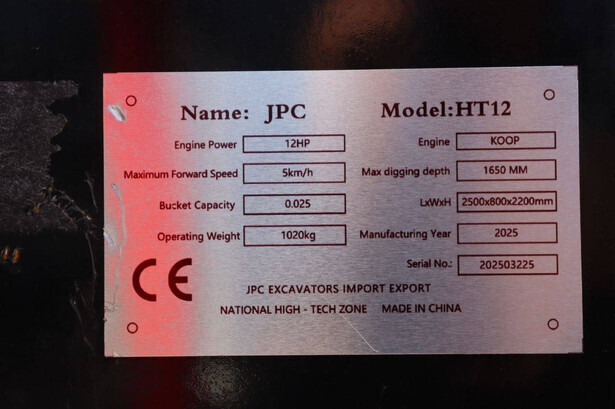 Name: JPC Model:HT12
Engine Power 12HP Engine KOOP
Maximum Forward Speed 5km/h Max digging depth 1650 MM
Bucket Capacity 0.025 LxWxH 2500x800x2200mm
Operating Weight 1020kg Manufacturing Year 2025
Serial No.: 202503225
CE
JPC EXCAVATORS IMPORT EXPORT
NATIONAL HIGH - TECH ZONE MADE IN CHINA